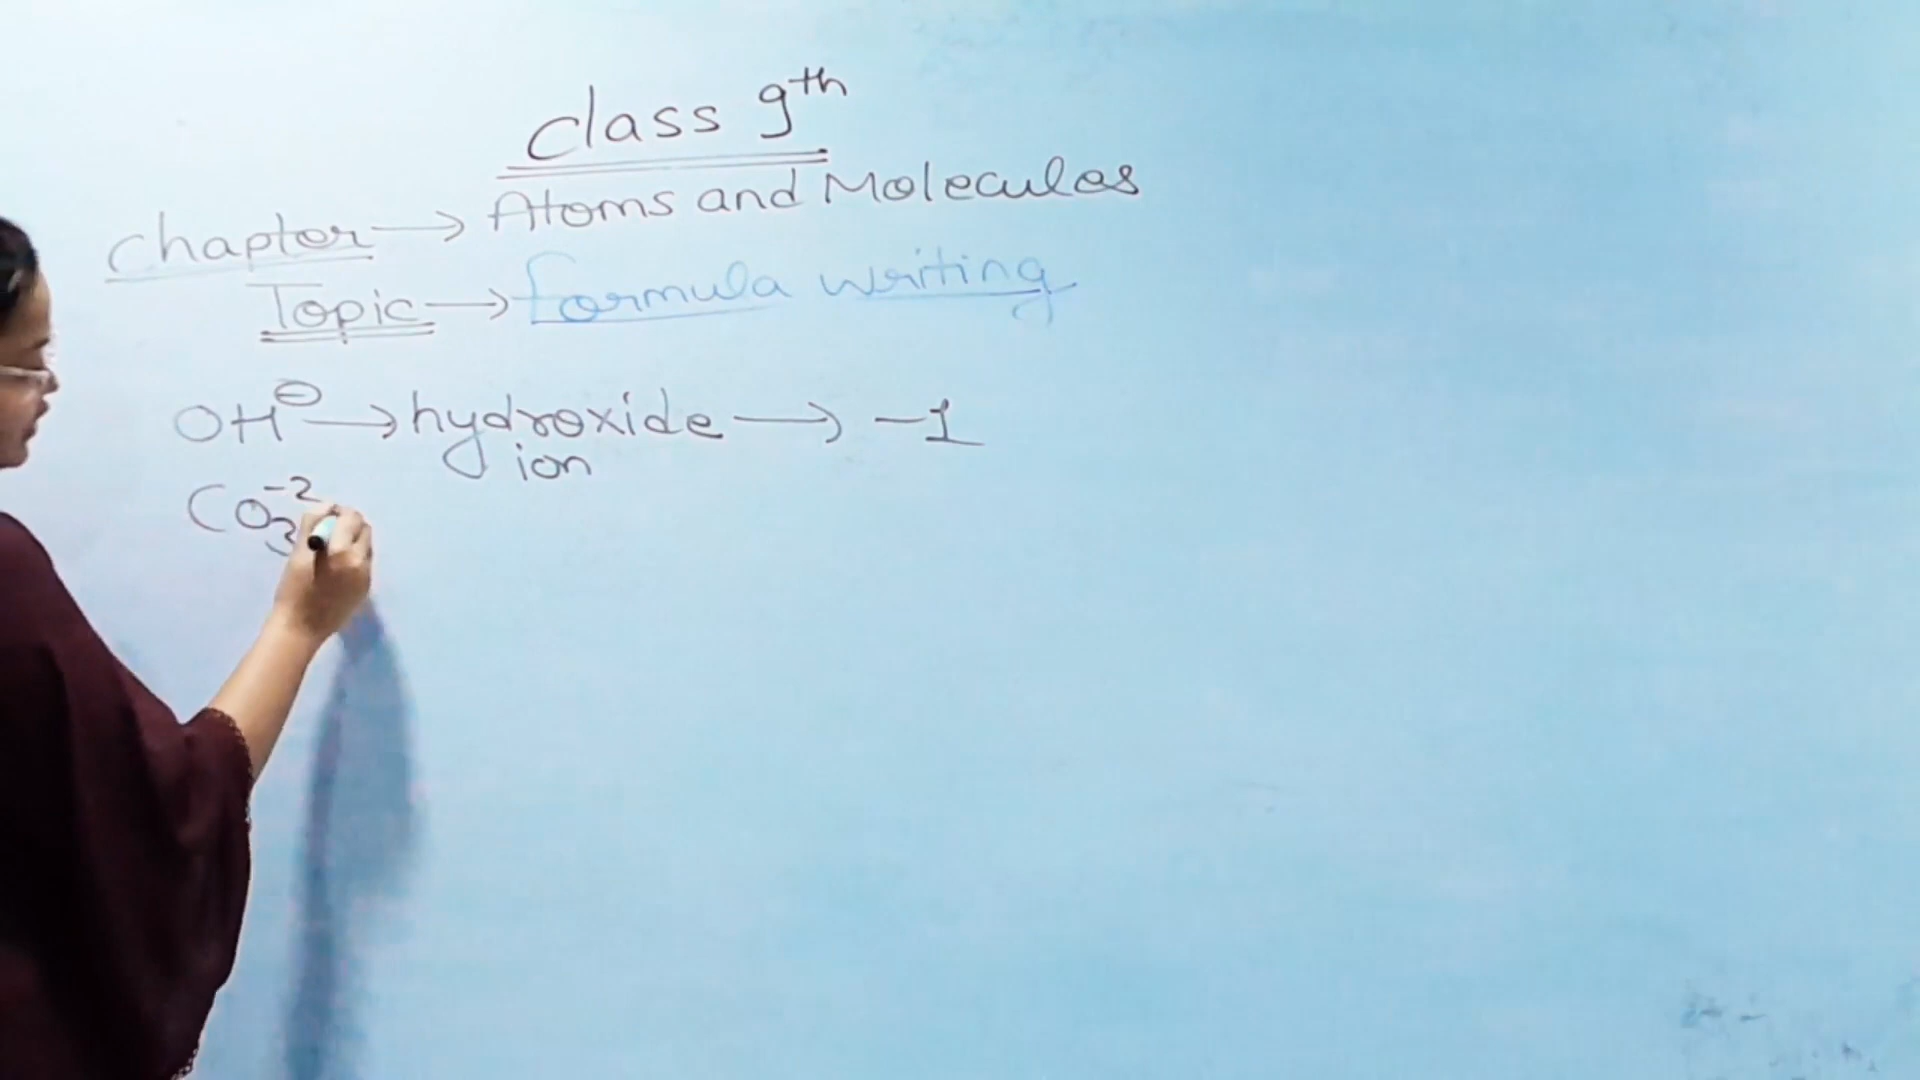 Class 9th
Chapter → Atoms and Molecules
Topic → formula writing
OH⊖ → hydroxide → -1
ion
CO3-2